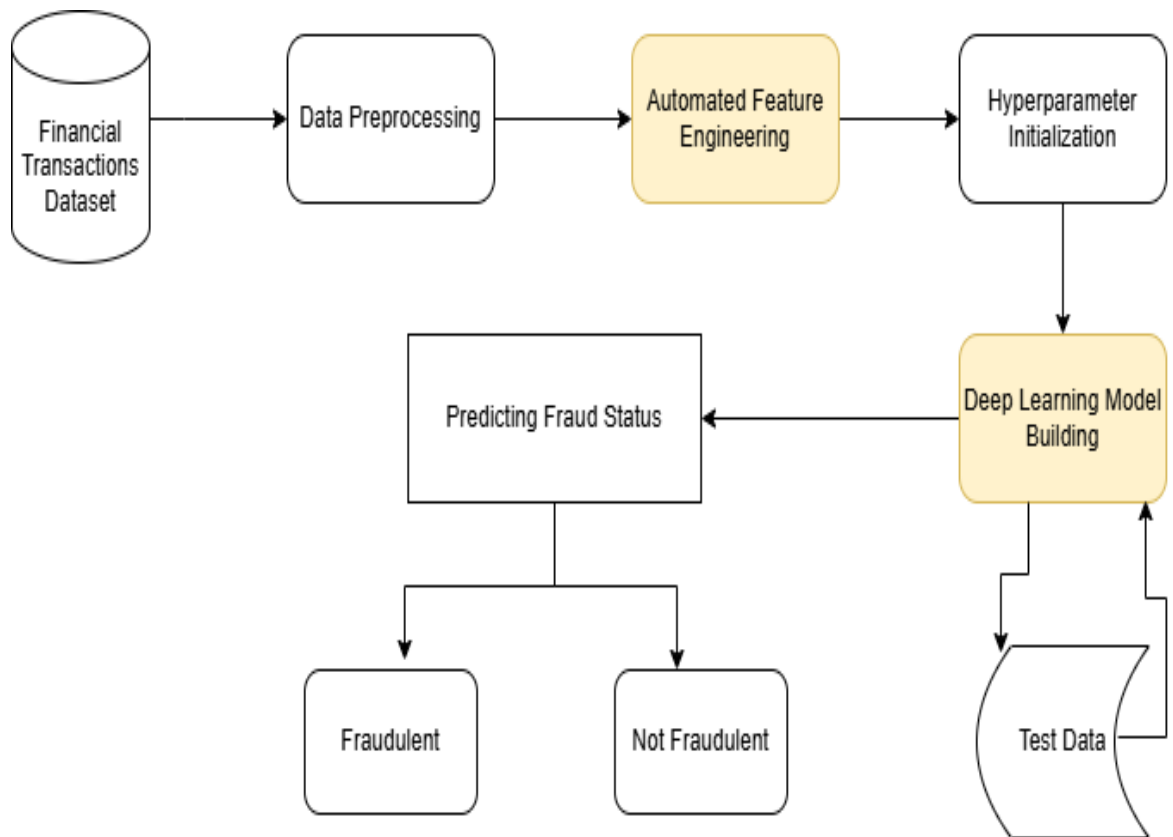 Financial
Transactions
Dataset
Data Preprocessing
Automated Feature
Engineering
Hyperparameter
Initialization
Predicting Fraud Status
Deep Learning Model
Building
Fraudulent
Not Fraudulent
Test Data